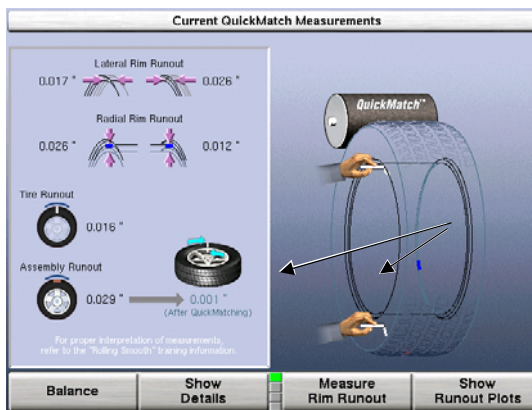 Current QuickMatch Measurements
Lateral Rim Runout
0.017 " 0.026 "
Radial Rim Runout
0.026 " 0.012 "
Tire Runout
0.016 "
Assembly Runout
0.029 " 0.001 "
(After QuickMatching)
For proper interpretation of measurements,
refer to the "Rolling Smooth" training information.
QuickMatch™
Balance
Show
Details
Measure
Rim Runout
Show
Runout Plots